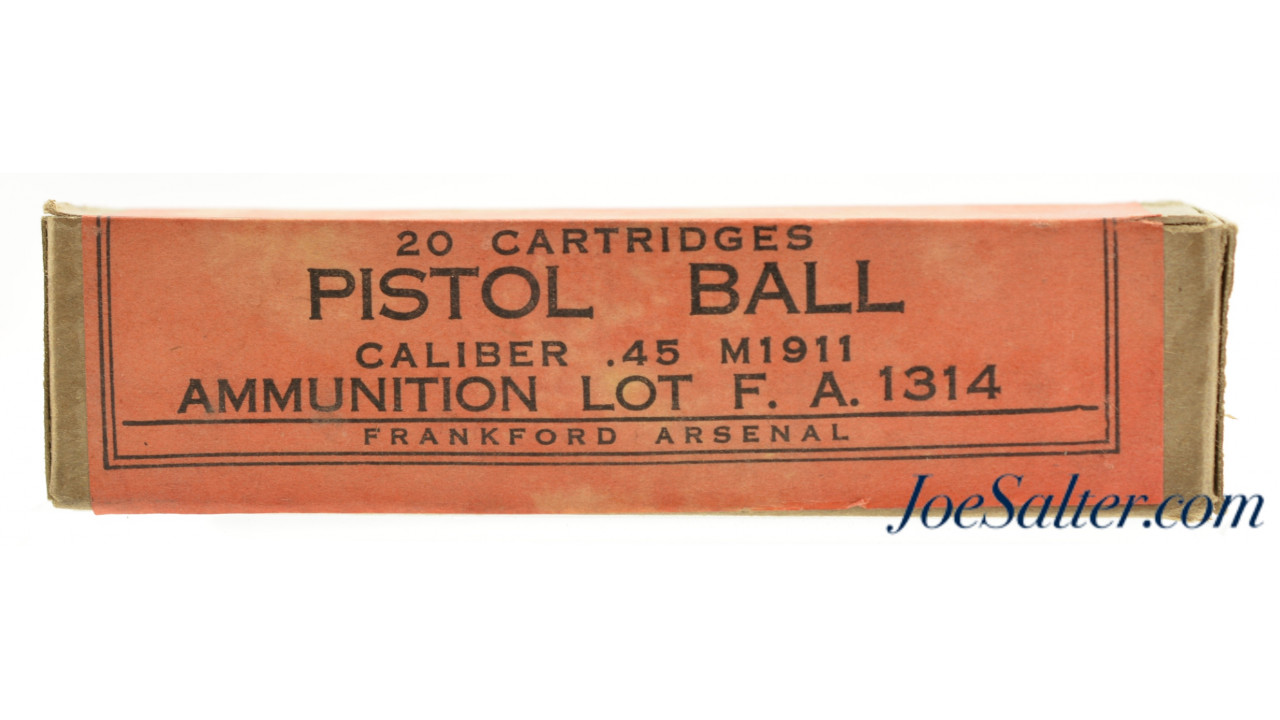 20 CARTRIDGES
PISTOL BALL
CALIBER .45 M1911
AMMUNITION LOT F. A. 1314
FRANKFORD ARSENAL
JoeSalter.com